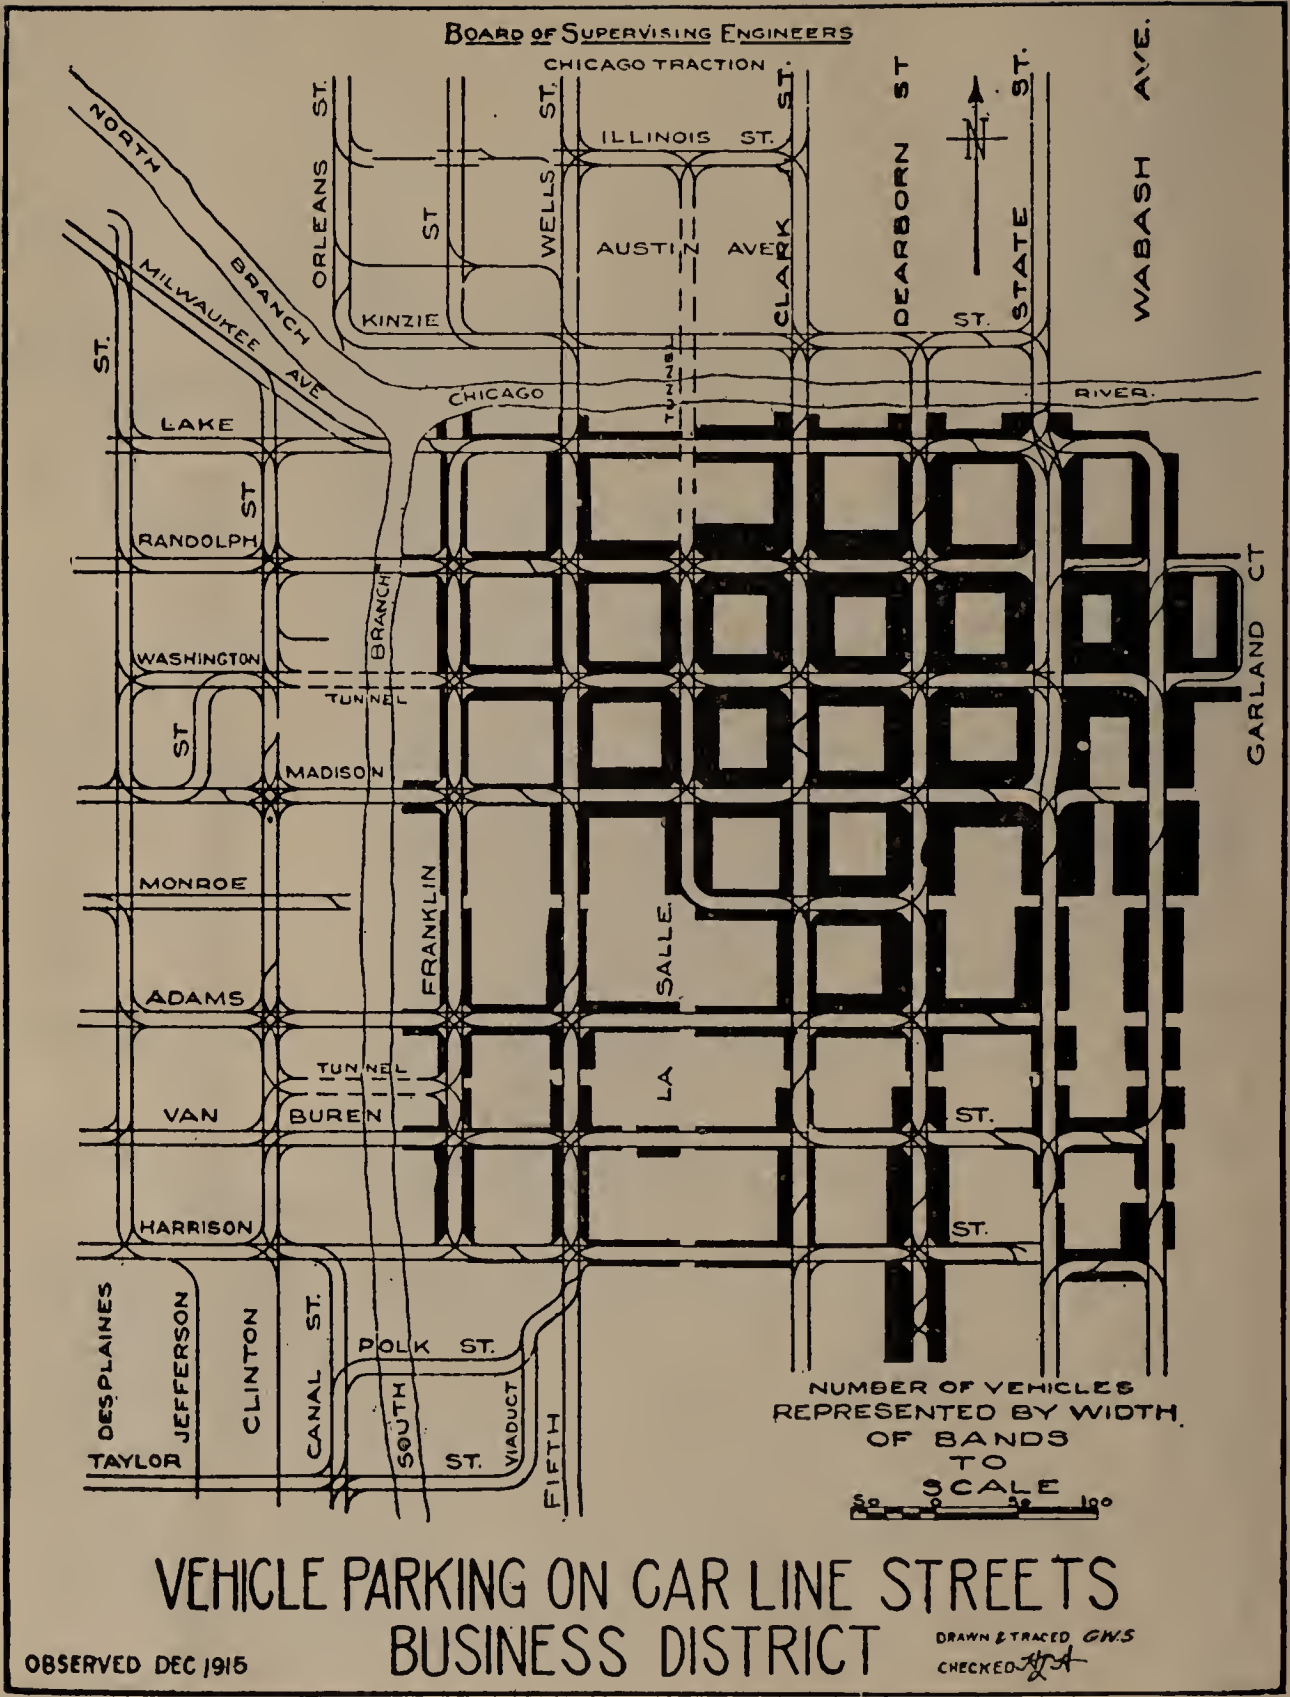 BOARD OF SUPERVISING ENGINEERS
CHICAGO TRACTION
ORLEANS ST.
ST
WELLS ST.
ILLINOIS ST.
CLARK ST.
DEARBORN ST
N
STATE ST.
WABASH AVE.
NORTH BRANCH
AUSTIN AVE
MILWAUKEE AVE
KINZIE ST.
TUNNEL
ST.
CHICAGO RIVER.
LAKE
ST
RANDOLPH
BRANCH
WASHINGTON
TUNNEL
GARLAND CT
ST
MADISON
MONROE
FRANKLIN
LA SALLE
ADAMS
TUNNEL
VAN BUREN ST.
HARRISON ST.
DESPLAINES
JEFFERSON
CLINTON
CANAL ST.
POLK ST.
SOUTH
VIADUCT
FIFTH
TAYLOR ST.
NUMBER OF VEHICLES
REPRESENTED BY WIDTH
OF BANDS
TO
SCALE
50 0 50 100
VEHICLE PARKING ON CAR LINE STREETS
BUSINESS DISTRICT
OBSERVED DEC 1915
DRAWN & TRACED GWS
CHECKED